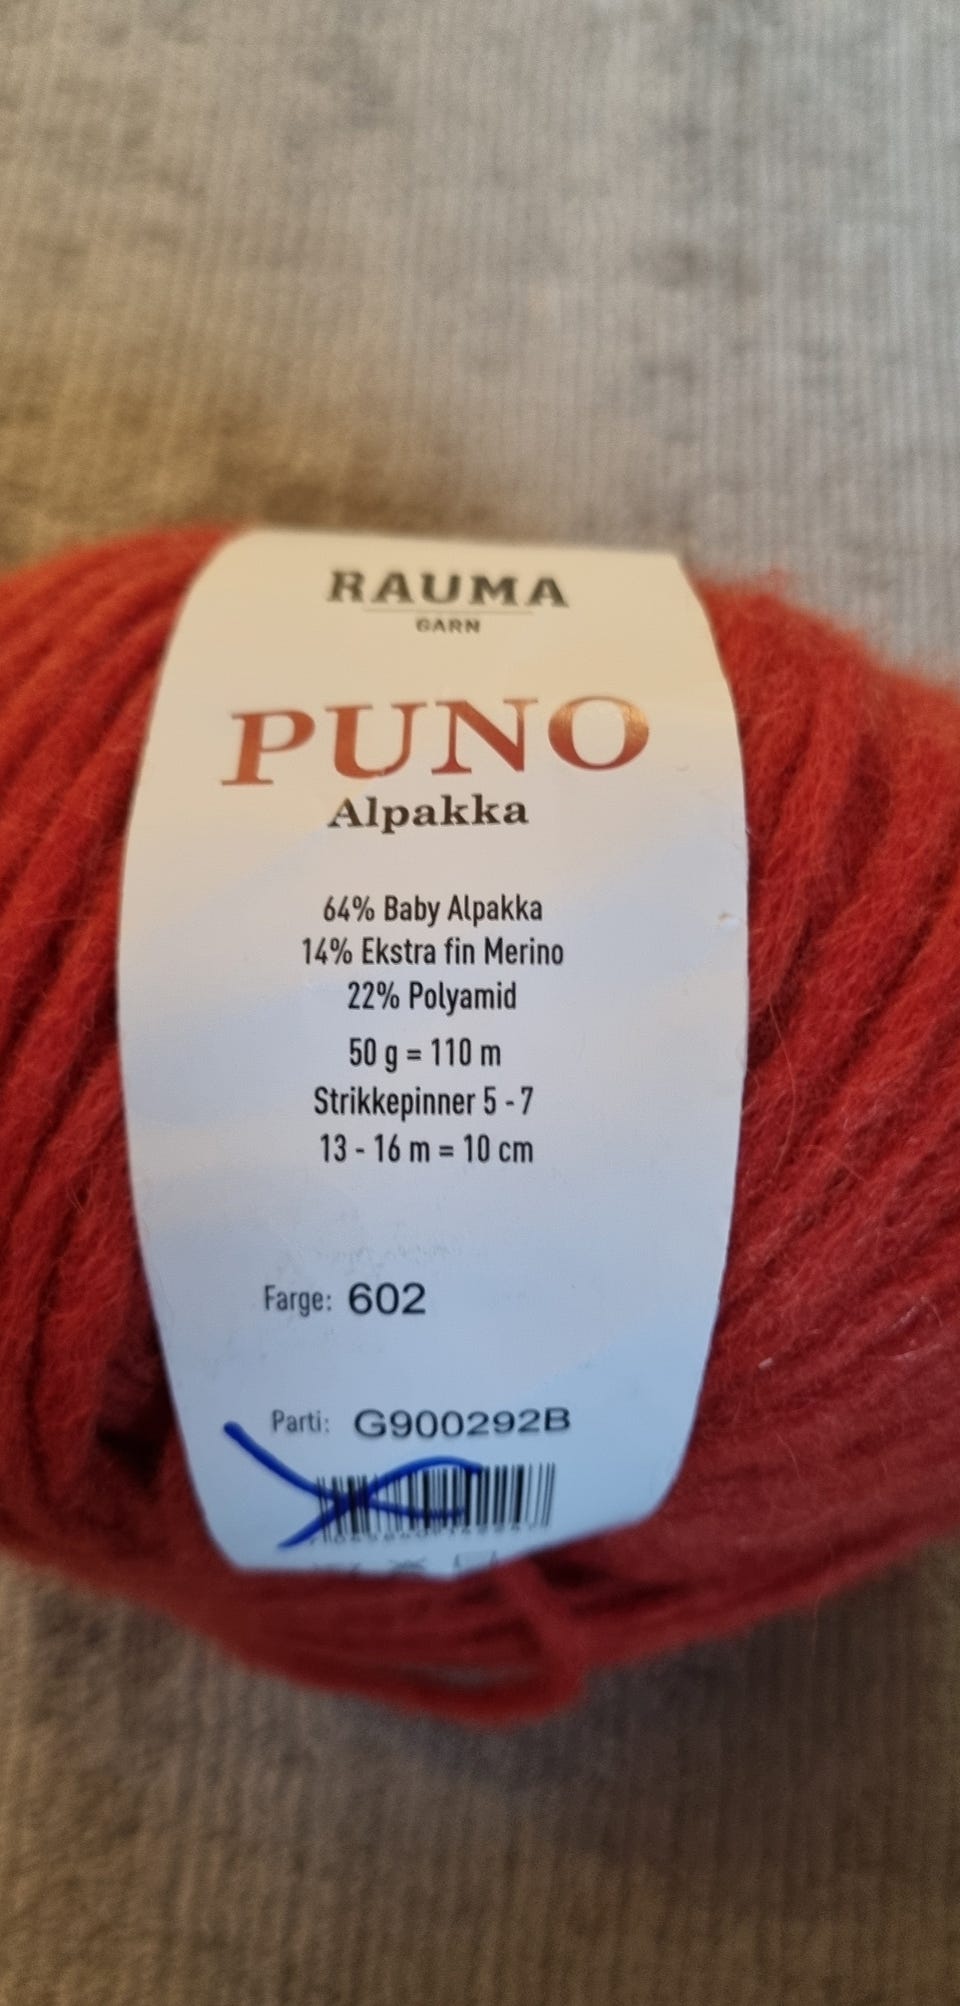 RAUMA
GARN
PUNO
Alpakka
64% Baby Alpakka
14% Ekstra fin Merino
22% Polyamid
50 g = 110 m
Strikkepinner 5 - 7
13 - 16 m = 10 cm
Farge: 602
Parti: G900292B